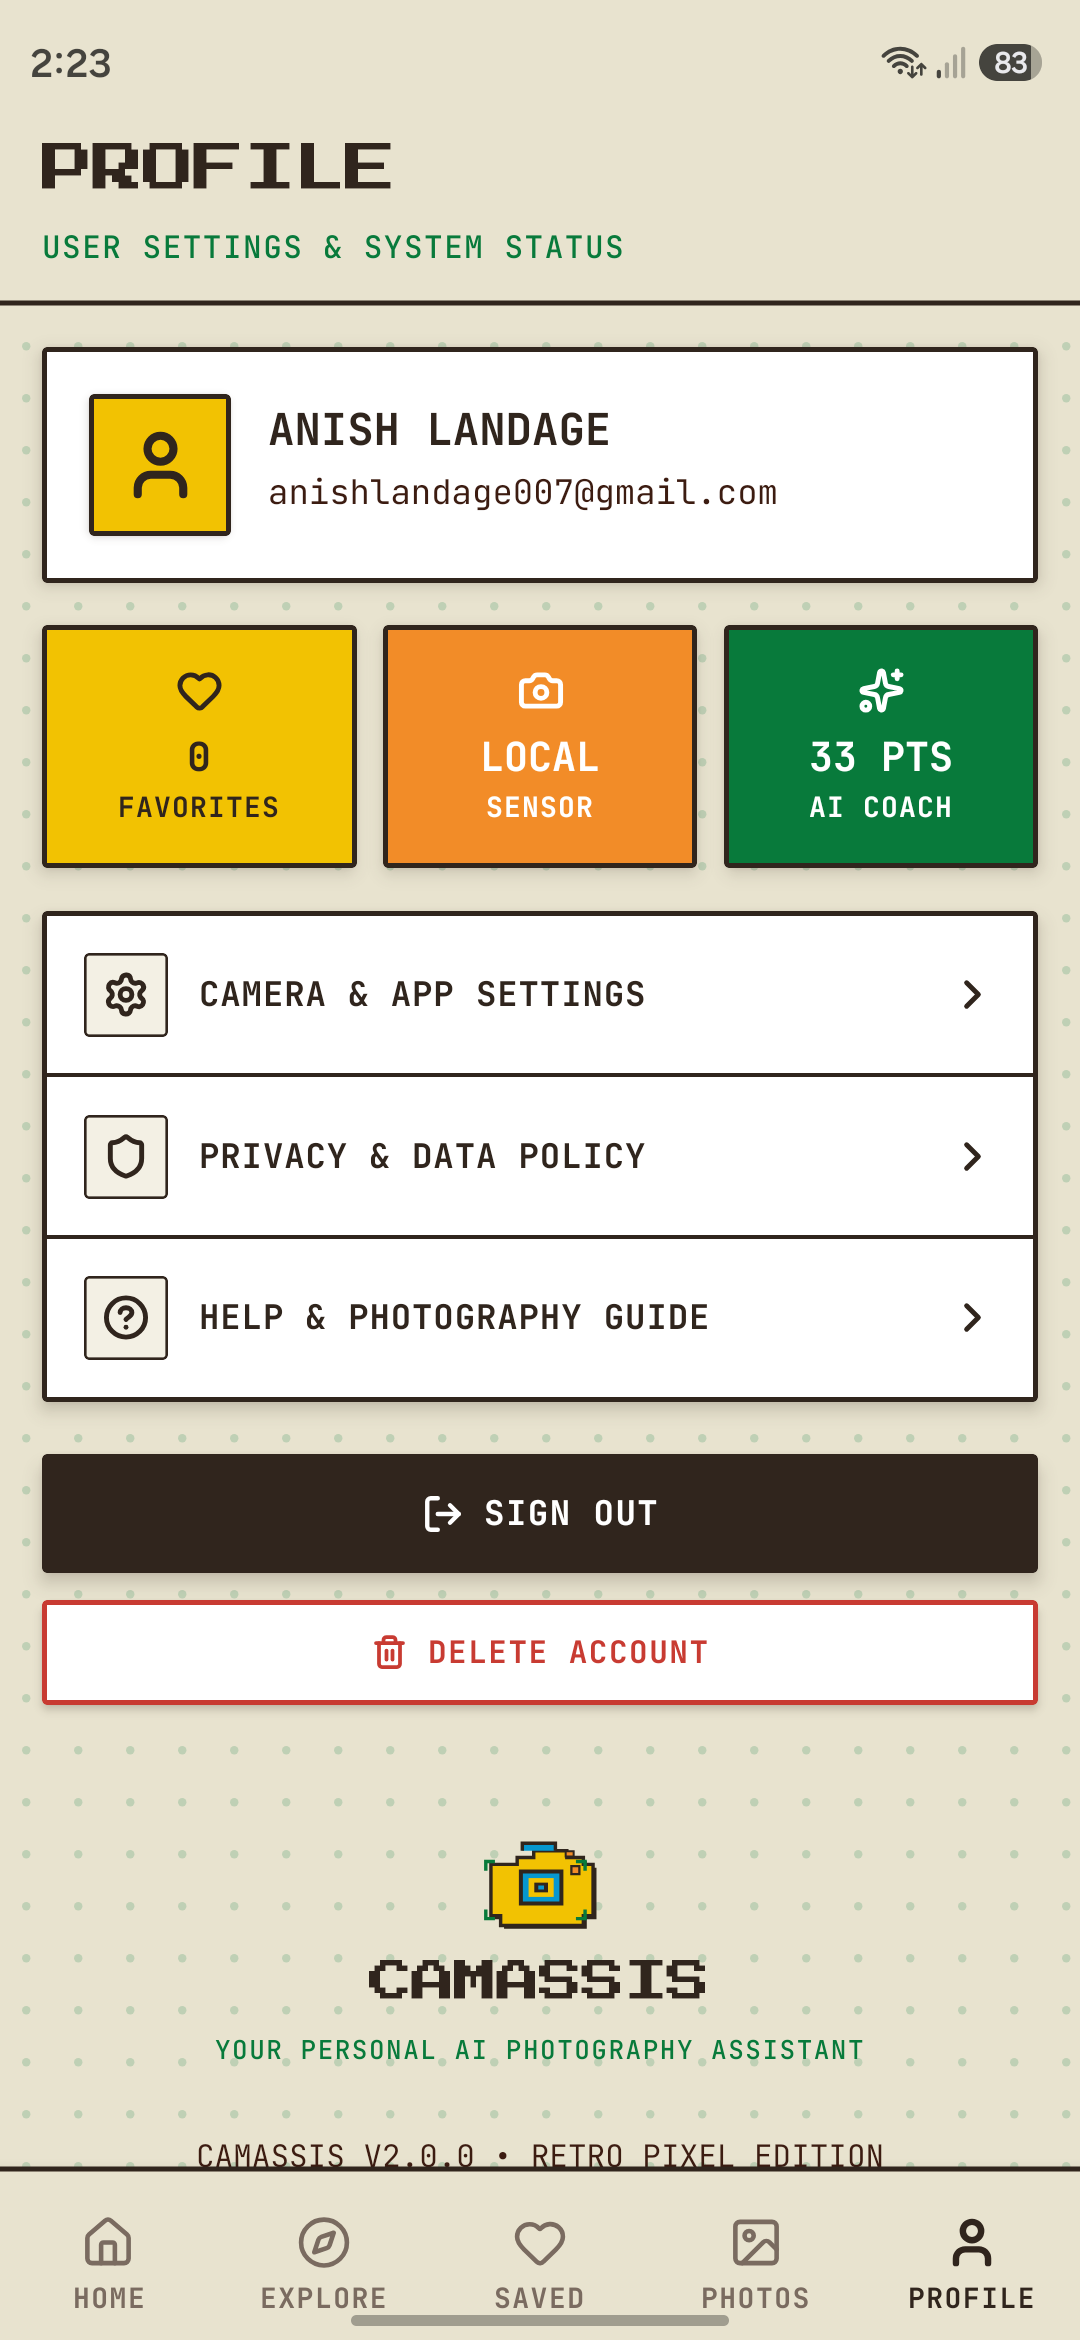 2:23
83
PROFILE
USER SETTINGS & SYSTEM STATUS
ANISH LANDAGE
anishlandage007@gmail.com
0
FAVORITES
LOCAL
SENSOR
33 PTS
AI COACH
CAMERA & APP SETTINGS
PRIVACY & DATA POLICY
HELP & PHOTOGRAPHY GUIDE
SIGN OUT
DELETE ACCOUNT
CAMASSIS
YOUR PERSONAL AI PHOTOGRAPHY ASSISTANT
CAMASSIS V2.0.0 • RETRO PIXEL EDITION
HOME
EXPLORE
SAVED
PHOTOS
PROFILE